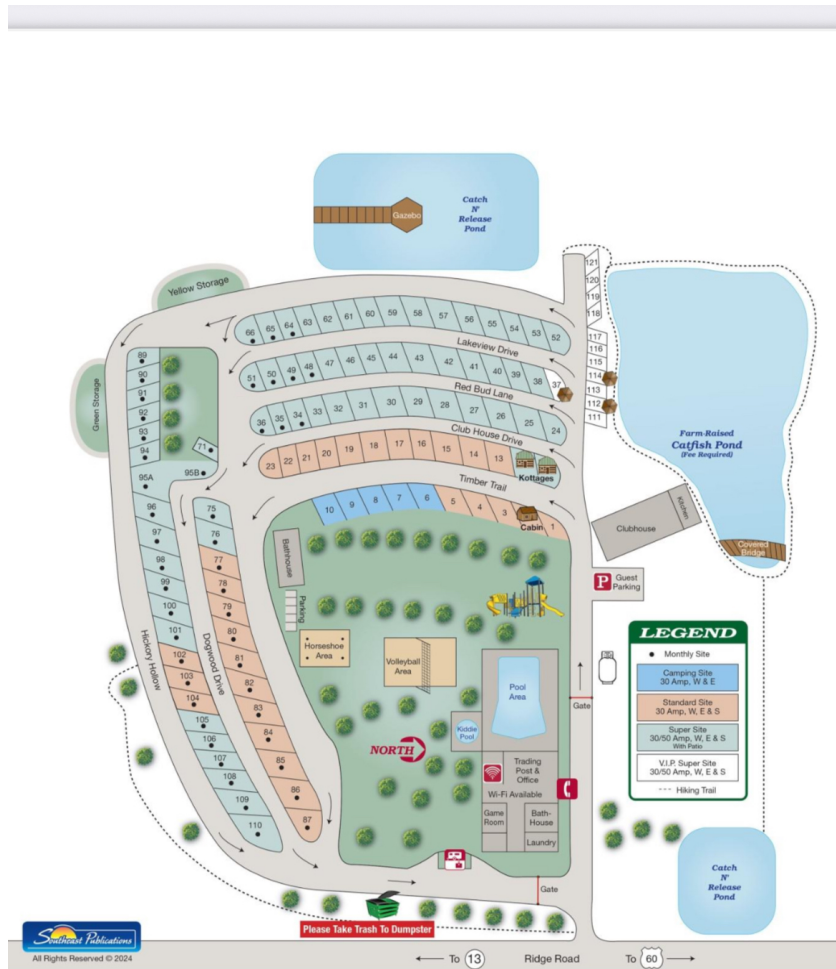 Gazebo
Catch
N'
Release
Pond
Yellow Storage
Green Storage
121
120
119
118
117
116
115
114
113
112
111
66
65
64
63
62
61
60
59
58
57
56
55
54
53
52
Lakeview Drive
51
50
49
48
47
46
45
44
43
42
41
40
39
38
37
Red Bud Lane
36
35
34
33
32
31
30
29
28
27
26
25
24
Club House Drive
23
22
21
20
19
18
17
16
15
14
13
Kottages
Timber Trail
10
9
8
7
6
5
4
3
Cabin
1
89
90
91
92
93
94
71
95A
95B
96
97
98
99
100
101
102
103
104
105
106
107
108
109
110
Hickory Hollow
75
76
77
78
79
80
81
82
83
84
85
86
87
Dogwood Drive
Farm-Raised
Catfish Pond
(Fee Required)
Kitchen
Clubhouse
Covered
Bridge
P
Guest
Parking
Bathhouse
Parking
Horseshoe
Area
Volleyball
Area
Pool
Area
Kiddie
Pool
NORTH
Trading
Post &
Office
Wi-Fi Available
Game
Room
Bath-
House
Laundry
Gate
Gate
LEGEND
Monthly Site
Camping Site
30 Amp, W & E
Standard Site
30 Amp, W, E & S
Super Site
30/50 Amp, W, E & S
With Patio
V.I.P. Super Site
30/50 Amp, W, E & S
Hiking Trail
Catch
N'
Release
Pond
Please Take Trash To Dumpster
Southeast Publications
All Rights Reserved © 2024
To 13
Ridge Road
To 60